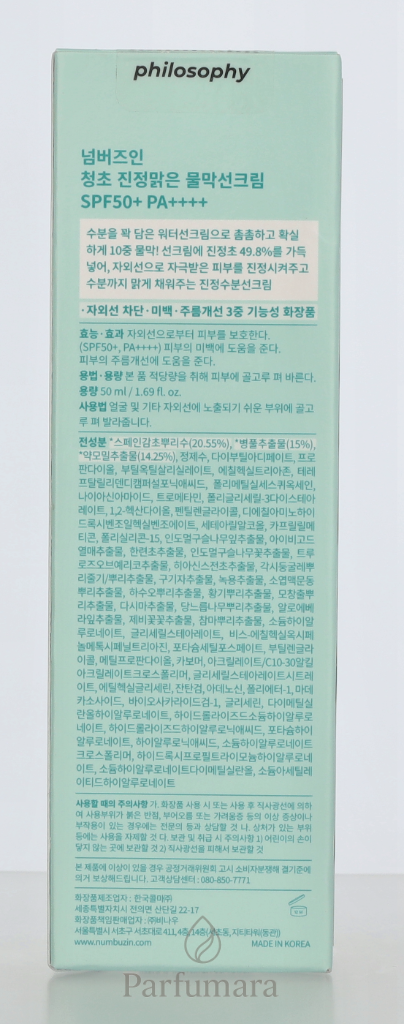 philosophy
넘버즈인
청초 진정맑은 물막선크림
SPF50+ PA++++
수분을 꽉 담은 워터선크림으로 촘촘하고 확실
하게 10중 물막! 선크림에 진정초 49.8%를 가득
넣어, 자외선으로 자극받은 피부를 진정시켜주고
수분까지 맑게 채워주는 진정수분선크림
·자외선 차단·미백·주름개선 3중 기능성 화장품
효능·효과 자외선으로부터 피부를 보호한다.
(SPF50+, PA++++) 피부의 미백에 도움을 준다.
피부의 주름개선에 도움을 준다.
용법·용량 본 품 적당량을 취해 피부에 골고루 펴 바른다.
용량 50 ml / 1.69 fl. oz.
사용법 얼굴 및 기타 자외선에 노출되기 쉬운 부위에 골고
루 펴 발라줍니다.
전성분 *스페인감초뿌리수(20.55%), *병풀추출물(15%),
*약모밀추출물(14.25%), 정제수, 다이부틸아디페이트, 프로
판다이올, 부틸옥틸살리실레이트, 에칠헥실트리아존, 테레
프탈릴리덴디캠퍼설포닉애씨드, 폴리메틸실세스퀴옥세인,
나이아신아마이드, 트로메타민, 폴리글리세릴-3다이스테아
레이트, 1,2-헥산다이올, 펜틸렌글라이콜, 디에칠아미노하이
드록시벤조일헥실벤조에이트, 세테아릴알코올, 카프릴릴메
티콘, 폴리실리콘-15, 인도멀구슬나무잎추출물, 아이비고드
열매추출물, 한련초추출물, 인도멀구슬나무꽃추출물, 트루
로즈오브예리코추출물, 히아신스전초추출물, 각시둥굴레뿌
리줄기/뿌리추출물, 구기자추출물, 녹용추출물, 소엽맥문동
뿌리추출물, 하수오뿌리추출물, 황기뿌리추출물, 모창출뿌
리추출물, 다시마추출물, 당느릅나무뿌리추출물, 알로에베
라잎추출물, 제비꽃꽃추출물, 참마뿌리추출물, 소듐하이알
루로네이트, 글리세릴스테아레이트, 비스-에칠헥실옥시페
놀메톡시페닐트리아진, 포타슘세틸포스페이트, 부틸렌글라
이콜, 메틸프로판다이올, 카보머, 아크릴레이트/C10-30알킬
아크릴레이트크로스폴리머, 글리세릴스테아레이트시트레
이트, 에틸헥실글리세린, 잔탄검, 아데노신, 폴리에터-1, 마데
카소사이드, 바이오사카라이드검-1, 글리세린, 다이메틸실
란올하이알루로네이트, 하이드롤라이즈드소듐하이알루로
네이트, 하이드롤라이즈드하이알루로닉애씨드, 포타슘하이
알루로네이트, 하이알루로닉애씨드, 소듐하이알루로네이트
크로스폴리머, 하이드록시프로필트라이모늄하이알루로네이
트, 소듐하이알루로네이트다이메틸실란올, 소듐아세틸레
이티드하이알루로네이트
사용할 때의 주의사항 가. 화장품 사용 시 또는 사용 후 직사광선에 의하
여 사용부위가 붉은 반점, 부어오름 또는 가려움증 등의 이상 증상이나
부작용이 있는 경우에는 전문의 등과 상담할 것 나. 상처가 있는 부위
등에는 사용을 자제할 것 다. 보관 및 취급 시 주의사항 1) 어린이의 손이
닿지 않는 곳에 보관할 것 2) 직사광선을 피해서 보관할 것
본 제품에 이상이 있을 경우 공정거래위원회 고시 소비자분쟁해결기준에
의거 보상해드립니다. 고객상담센터 : 080-850-7771
화장품제조업자 : 한국콜마㈜
세종특별자치시 전의면 산단길 22-17
화장품책임판매업자 : ㈜비나우
서울특별시 서초구 서초대로 411, 4층, 14층(서초동, 지티타워(동관))
www.numbuzin.com MADE IN KOREA
Parfumara